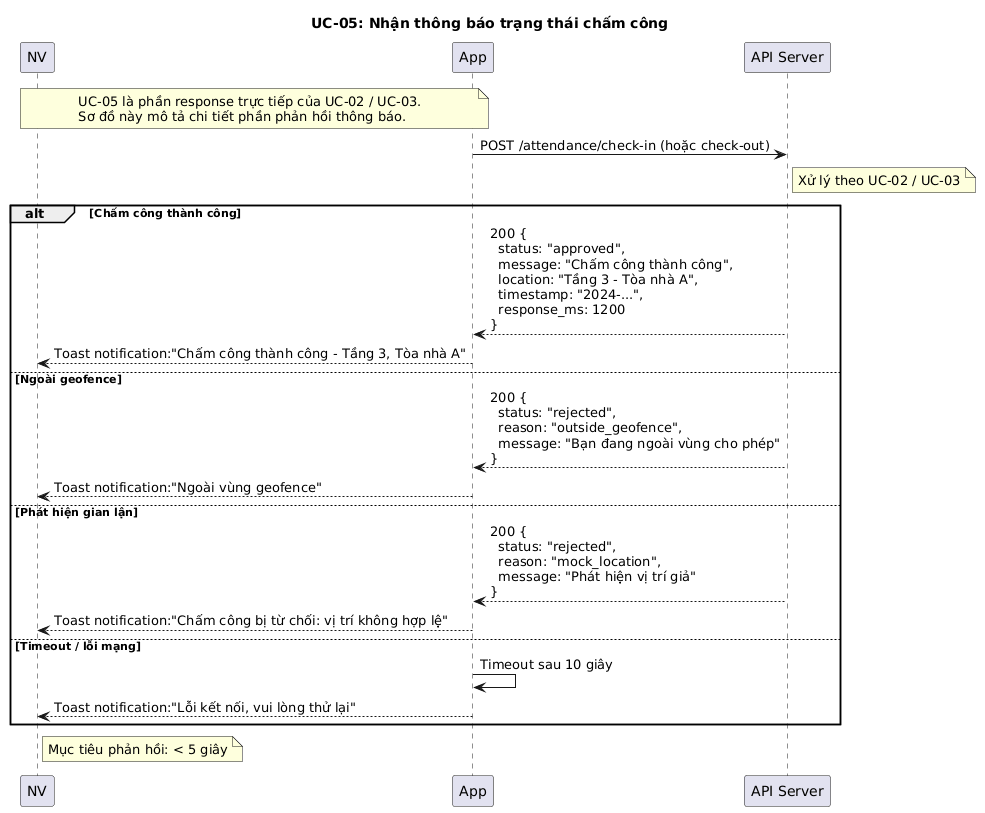 UC-05: Nhận thông báo trạng thái chấm công
NV
App
API Server
UC-05 là phần response trực tiếp của UC-02 / UC-03.
Sơ đồ này mô tả chi tiết phần phản hồi thông báo.
POST /attendance/check-in (hoặc check-out)
Xử lý theo UC-02 / UC-03
alt
[Chấm công thành công]
200 {
status: "approved",
message: "Chấm công thành công",
location: "Tầng 3 - Tòa nhà A",
timestamp: "2024-...",
response_ms: 1200
}
Toast notification:"Chấm công thành công - Tầng 3, Tòa nhà A"
[Ngoài geofence]
200 {
status: "rejected",
reason: "outside_geofence",
message: "Bạn đang ngoài vùng cho phép"
}
Toast notification:"Ngoài vùng geofence"
[Phát hiện gian lận]
200 {
status: "rejected",
reason: "mock_location",
message: "Phát hiện vị trí giả"
}
Toast notification:"Chấm công bị từ chối: vị trí không hợp lệ"
[Timeout / lỗi mạng]
Timeout sau 10 giây
Toast notification:"Lỗi kết nối, vui lòng thử lại"
Mục tiêu phản hồi: < 5 giây
NV
App
API Server